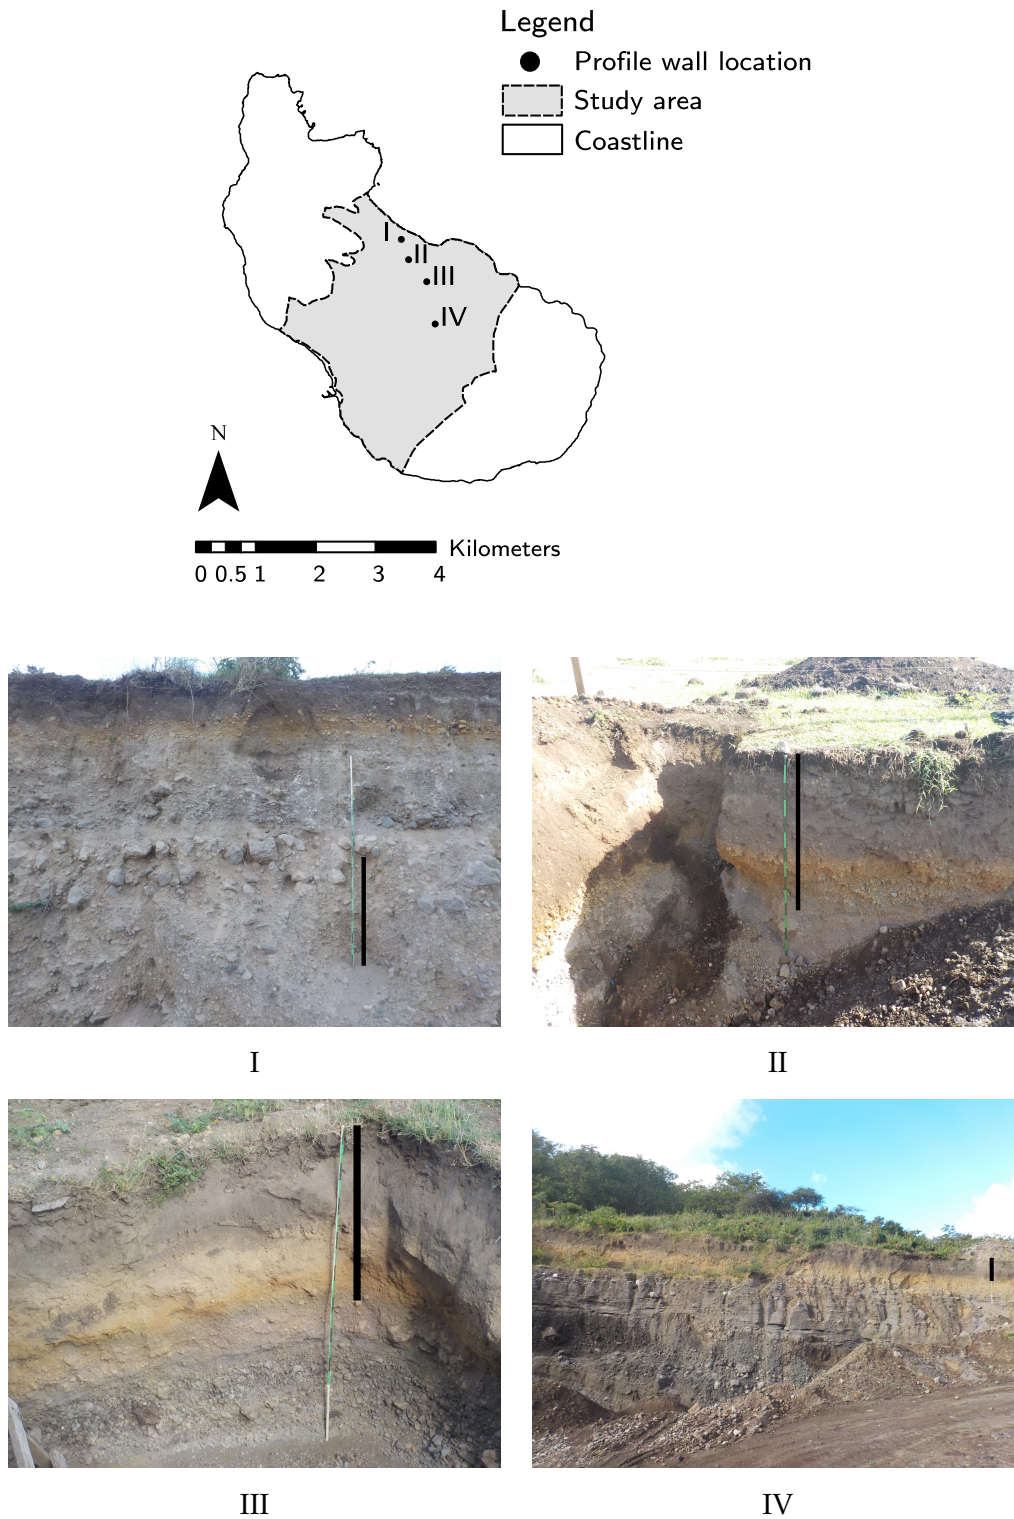 Legend
Profile wall location
Study area
Coastline
I
II
III
IV
N
Kilometers
0 0.5 1 2 3 4
I
II
III
IV